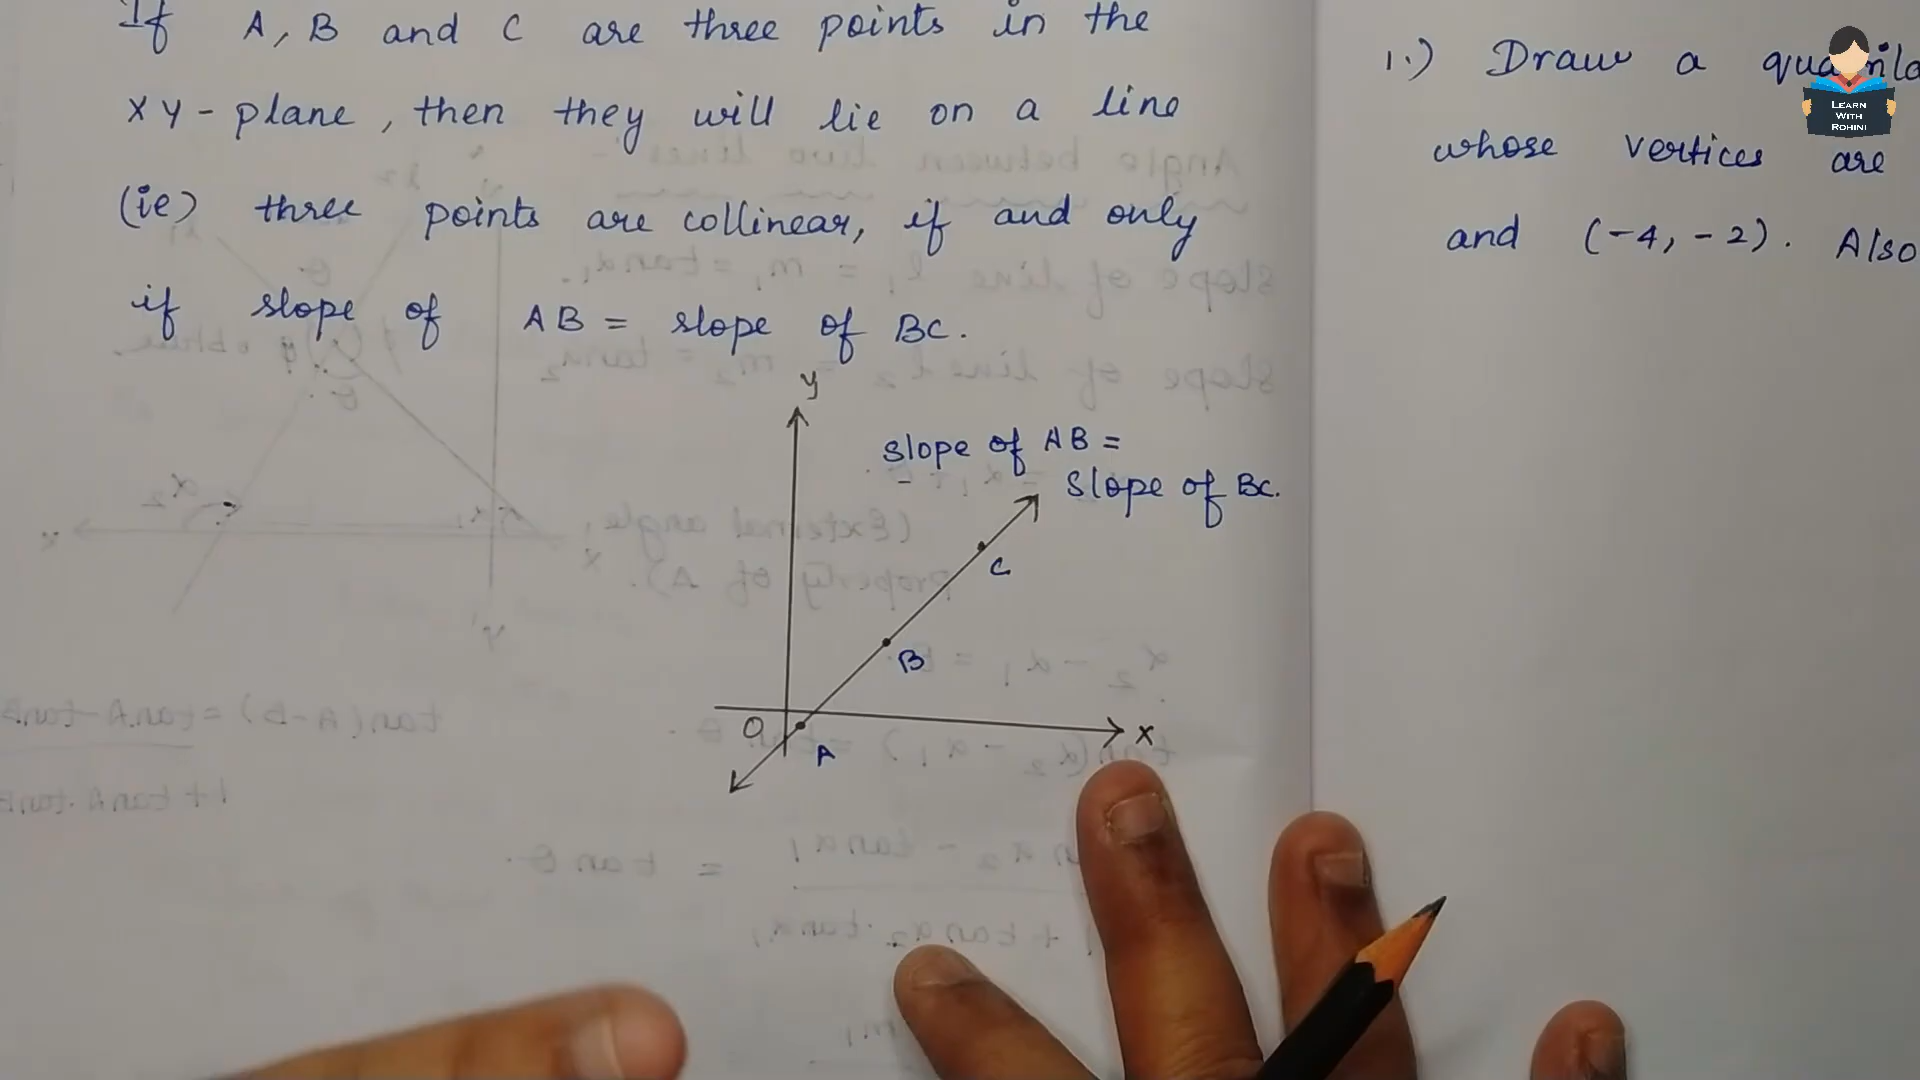 If A, B and C are three points in the
XY-plane, then they will lie on a line
(ie) three points are collinear, if and only
if slope of AB = slope of BC.
y
slope of AB =
slope of BC.
C
B
O
A
X
1.) Draw a
whose vertices are
and (-4, -2). Also
LEARN
WITH
ROHINI